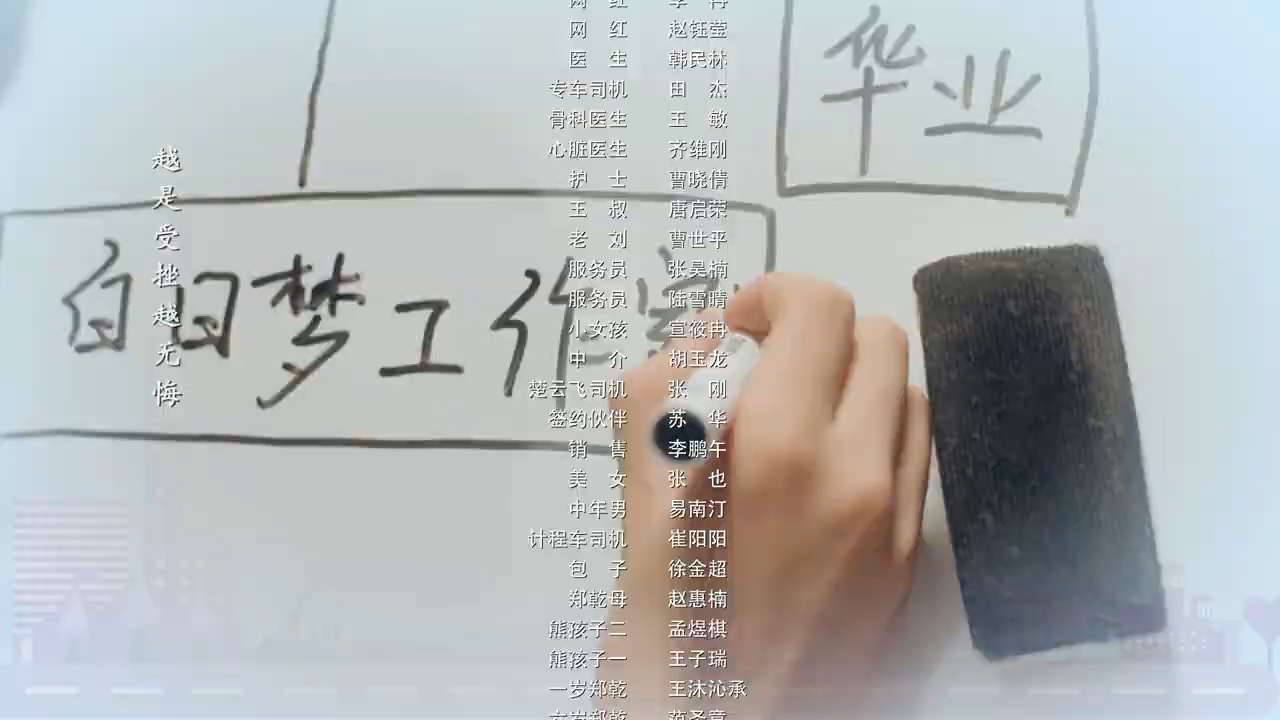 网 红 赵钰莹
医 生 韩民林
专车司机 田 杰
骨科医生 王 敏
心脏医生 齐维刚
护 士 曹晓倩
王 叔 唐启荣
老 刘 曹世平
服务员 张昊楠
服务员 陆雪晴
小女孩 宣筱冉
中 介 胡玉龙
楚云飞司机 张 刚
签约伙伴 苏 华
销 售 李鹏午
美 女 张 也
中年男 易南汀
计程车司机 崔阳阳
包 子 徐金超
郑乾母 赵惠楠
熊孩子二 孟煜棋
熊孩子一 王子瑞
一岁郑乾 王沐沁承
越是受挫越无悔
华业
白日梦工作室